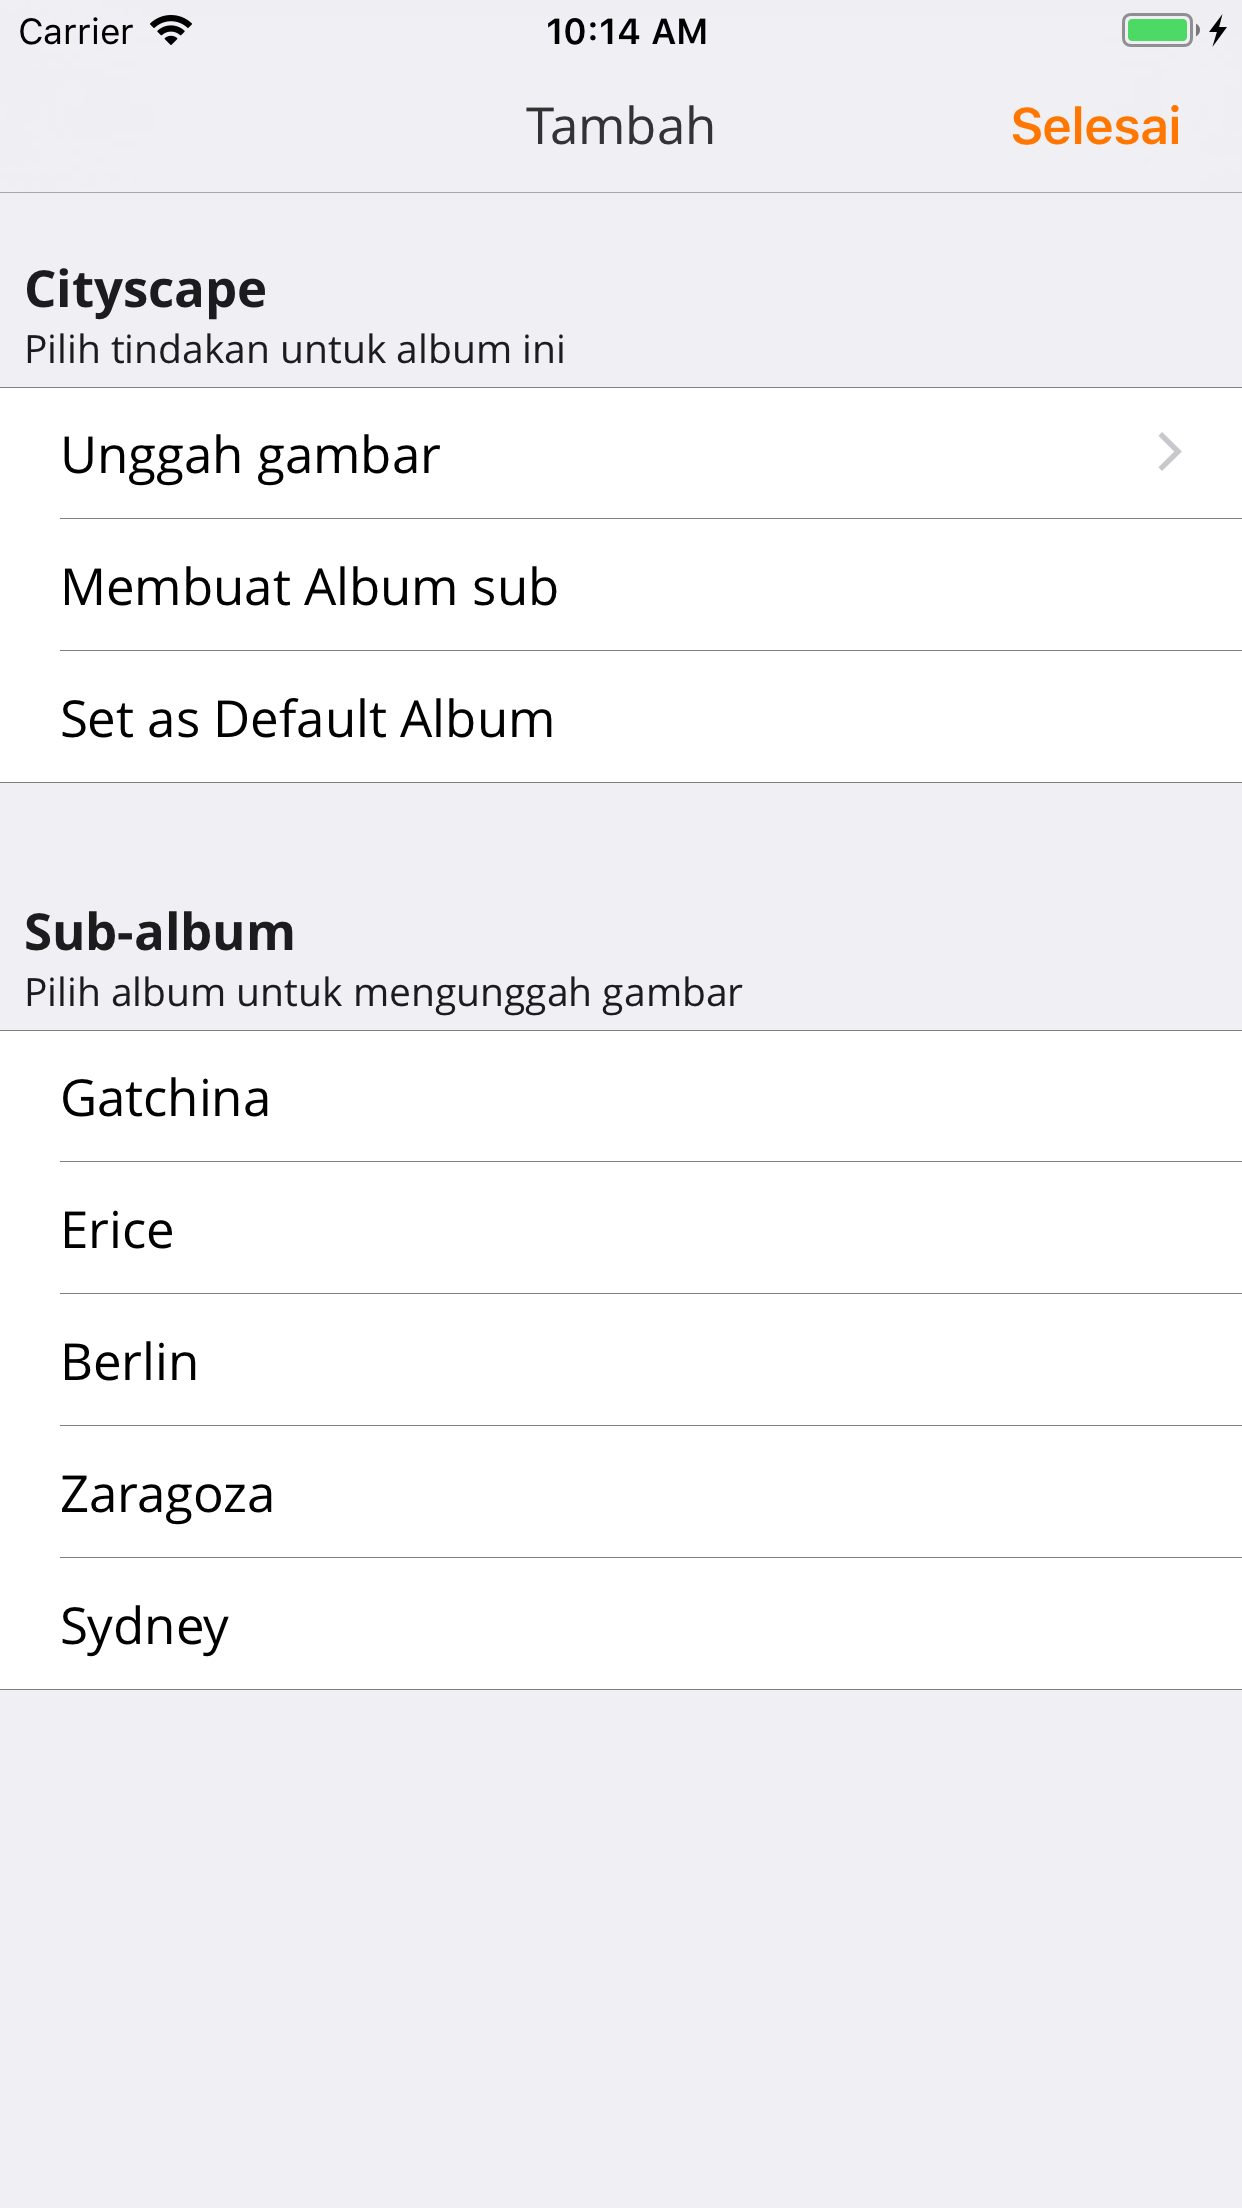 Carrier 10:14 AM
Tambah Selesai
Cityscape
Pilih tindakan untuk album ini
Unggah gambar
Membuat Album sub
Set as Default Album
Sub-album
Pilih album untuk mengunggah gambar
Gatchina
Erice
Berlin
Zaragoza
Sydney